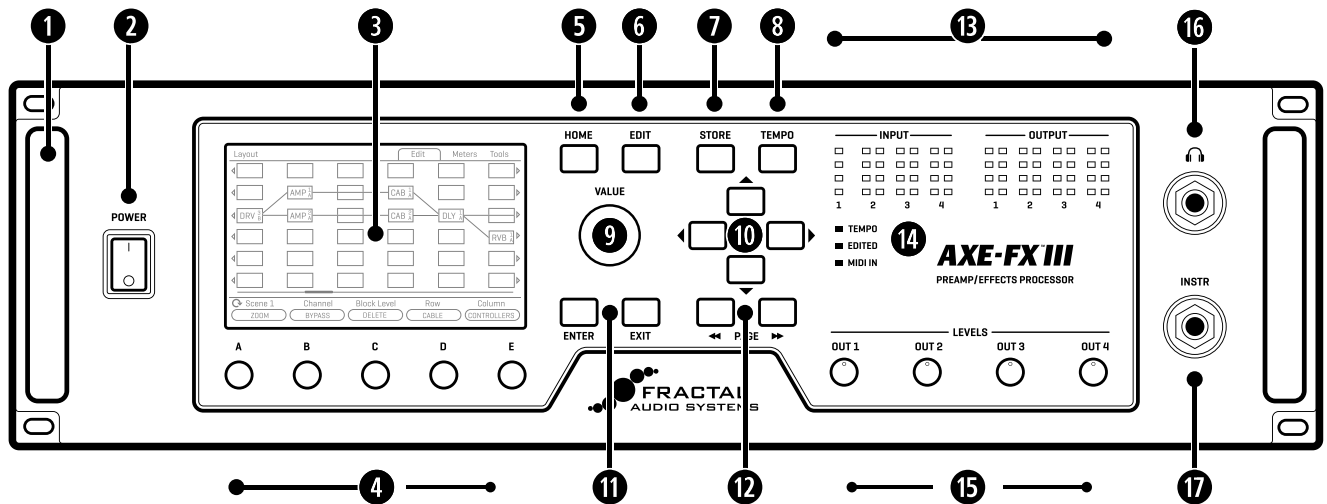 1 2 3 5 6 7 8 13 16
HOME EDIT STORE TEMPO
INPUT OUTPUT
1 2 3 4 1 2 3 4
POWER
Layout Edit Meters Tools
AMP CAB
DRV AMP CAB DLY
RVB
Scene 1 Channel Block Level Row Column
ZOOM BYPASS DELETE CABLE CONTROLLERS
A B C D E
VALUE
9 10
ENTER EXIT
PAGE
TEMPO
EDITED
MIDI IN
14
AXE-FX III
PREAMP/EFFECTS PROCESSOR
LEVELS
OUT 1 OUT 2 OUT 3 OUT 4
INSTR
FRACTAL
AUDIO SYSTEMS
4 11 12 15 17